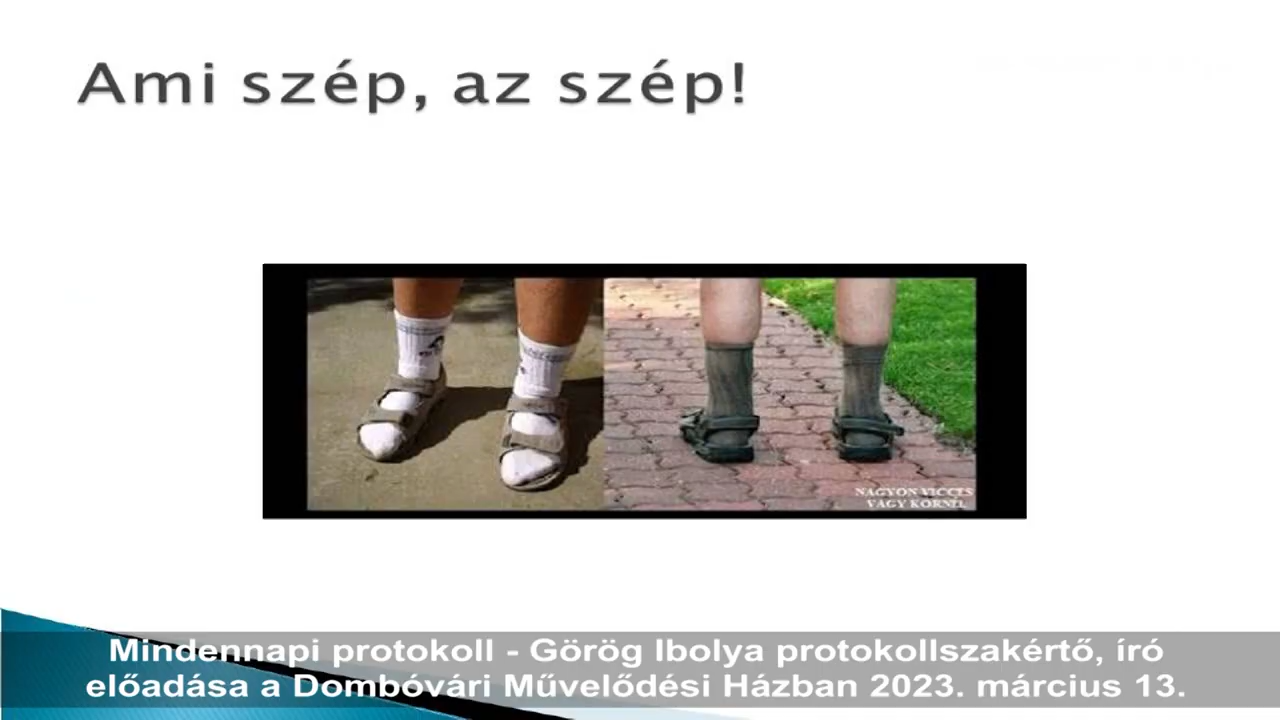 Ami szép, az szép!
NAGYON VICCES
VAGY KORNÉL
Mindennapi protokoll - Görög Ibolya protokollszakértő, író
előadása a Dombóvári Művelődési Házban 2023. március 13.